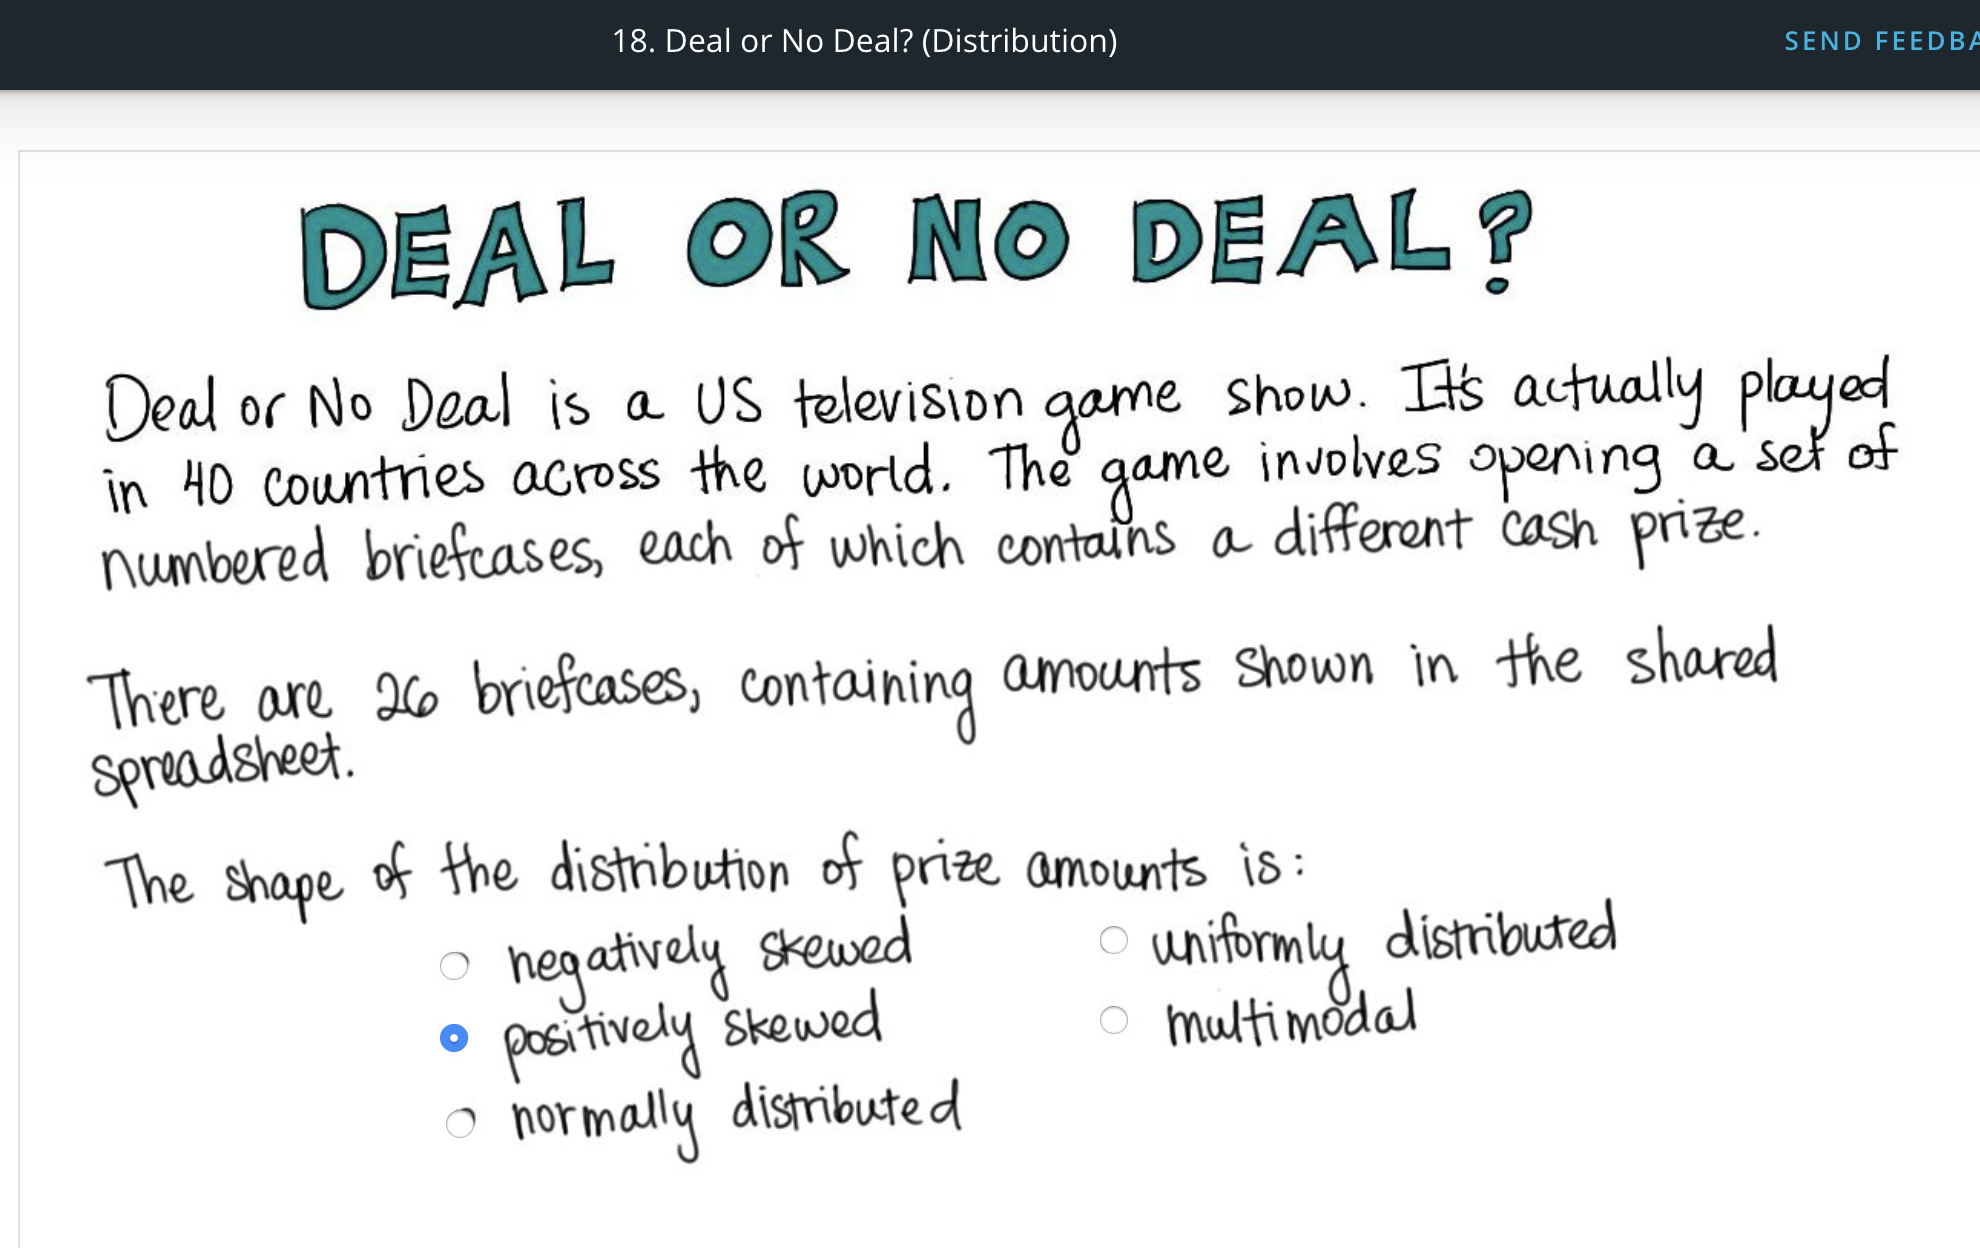 18. Deal or No Deal? (Distribution)
SEND FEEDBA
DEAL OR NO DEAL?
Deal or No Deal is a US television game show. It's actually played
in 40 countries across the world. The game involves opening a set of
numbered briefcases, each of which contains a different cash prize.
There are 26 briefcases, containing amounts shown in the shared
spreadsheet.
The shape of the distribution of prize amounts is:
negatively skewed
positively skewed
normally distributed
uniformly distributed
multimodal